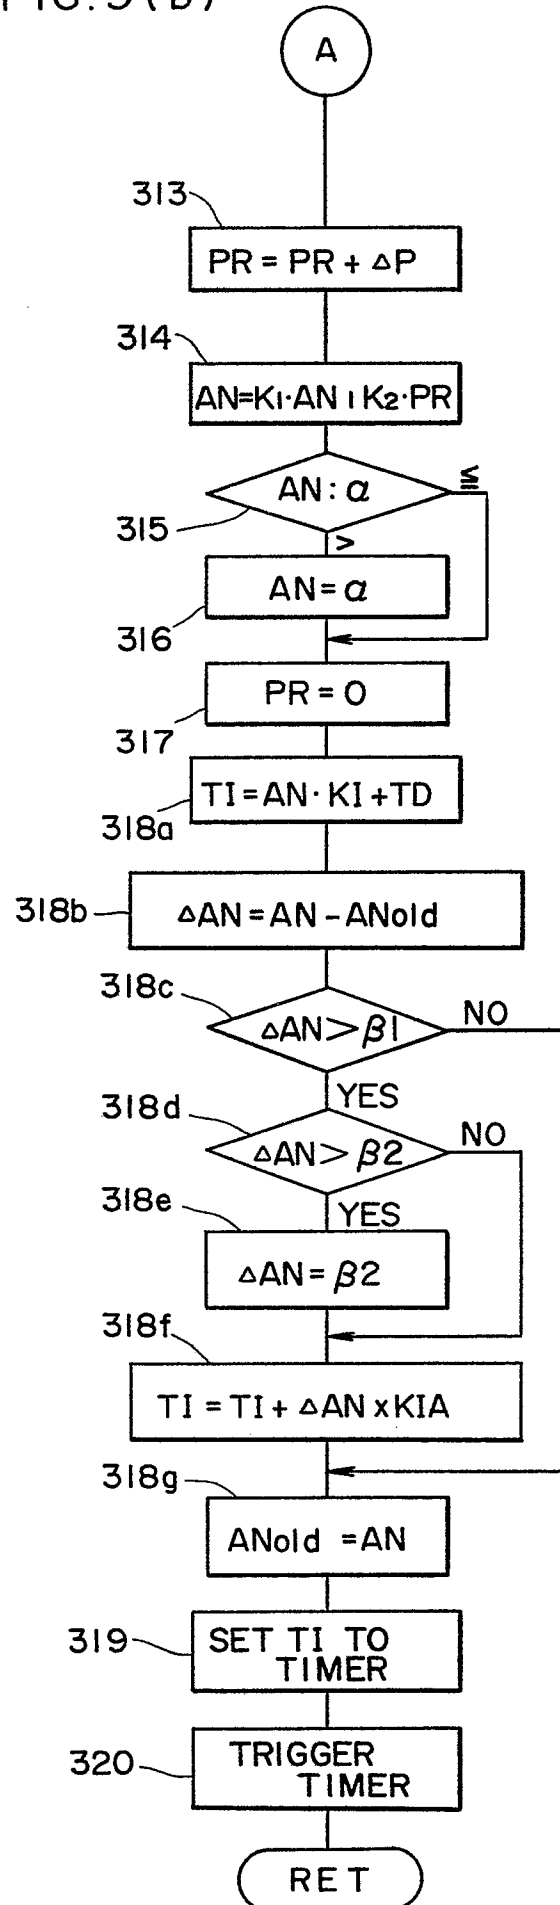 FIG. 5(b)
A
313
PR = PR + ΔP
314
AN=K1·AN I K2·PR
AN : α
≦
315
>
AN = α
316
PR = 0
317
TI = AN · KI + TD
318a
318b
ΔAN = AN - ANold
318c
ΔAN > β1
NO
YES
318d
ΔAN > β2
NO
318e
YES
ΔAN = β2
318f
TI = TI + ΔAN x KIA
318g
ANold = AN
319
SET TI TO
TIMER
320
TRIGGER
TIMER
RET